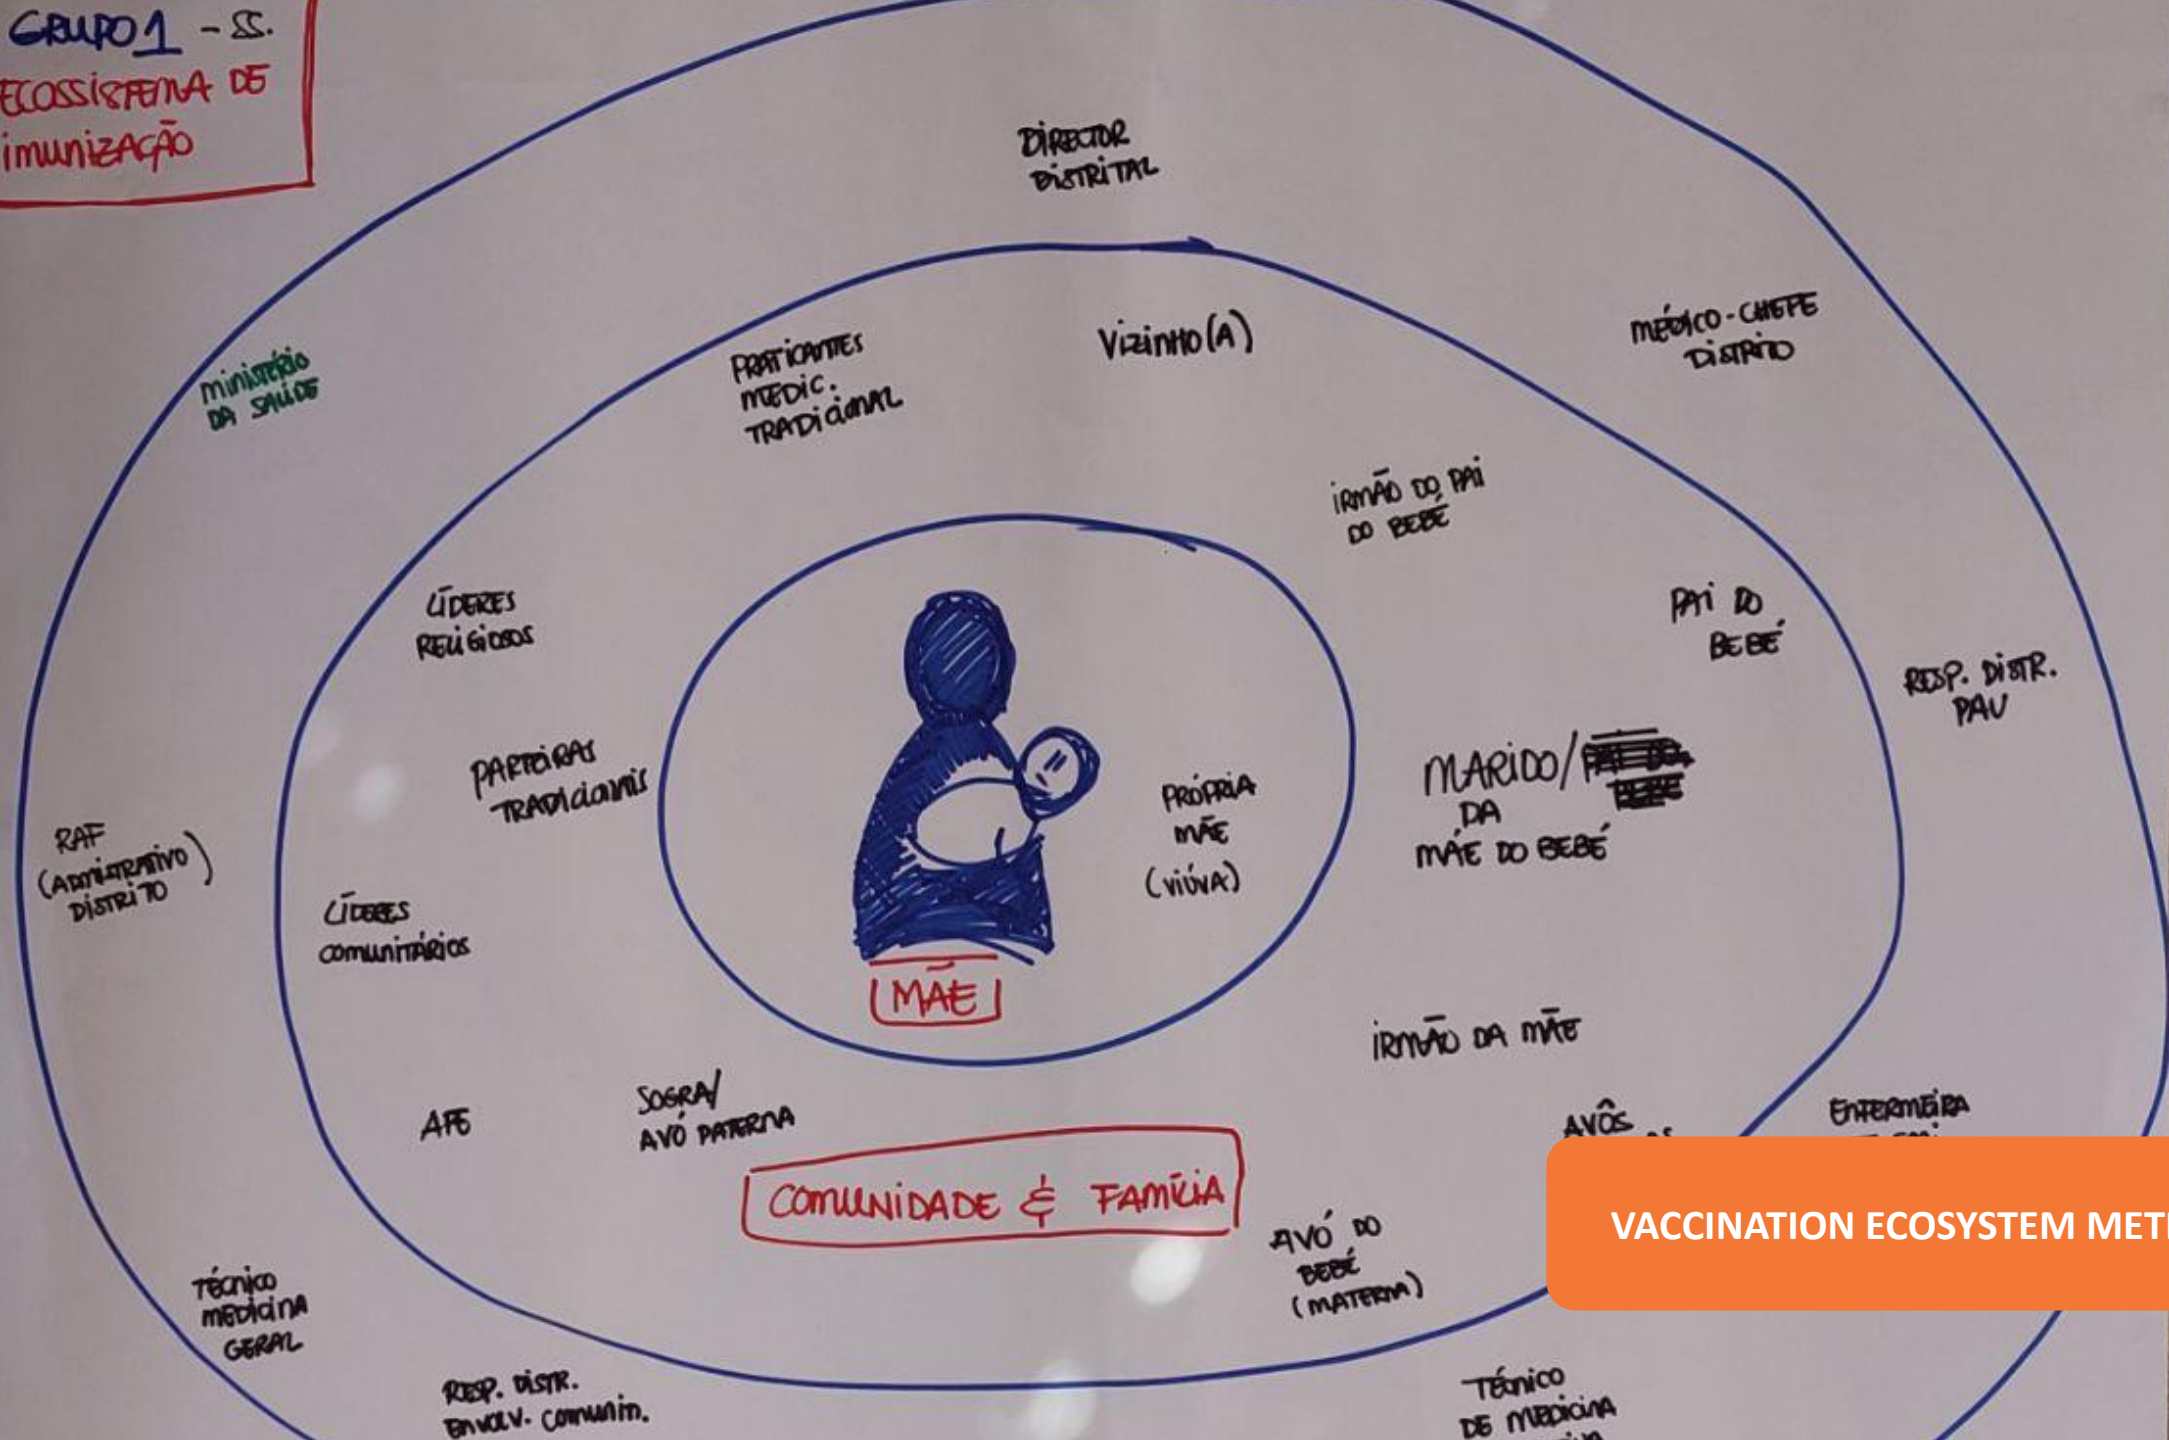 GRUPO 1 - SS.
ECOSSISTEMA DE
imunizAÇÃO
DIRECTOR
DISTRITAL
MINISTÉRIO
DA SAÚDE
PRATICANTES
MEDIC.
TRADICIONAL
VIZINHO(A)
MÉDICO-CHEFE
DISTRITO
IRMÃO DO PAI
DO BEBÉ
LÍDERES
RELIGIOSOS
PAI DO
BEBÉ
RESP. DISTR.
PAV
PARTEIRAS
TRADICIONAIS
PRÓPRIA
MÃE
(VIÚVA)
MARIDO/
DA
MÃE DO BEBÉ
RAF
DISTRITO
LÍDERES
COMUNITÁRIOS
MÃE
IRMÃO DA MÃE
APE
SOGRA/
AVÓ PATERNA
AVÔS
ENFERMEIRA
COMUNIDADE & FAMÍLIA
AVÓ DO
BEBÉ
(MATERNA)
VACCINATION ECOSYSTEM
TÉCNICO
MEDICINA
GERAL
RESP. DISTR.
ENVOLV. COMUNIT.
TÉCNICO
DE MEDICINA